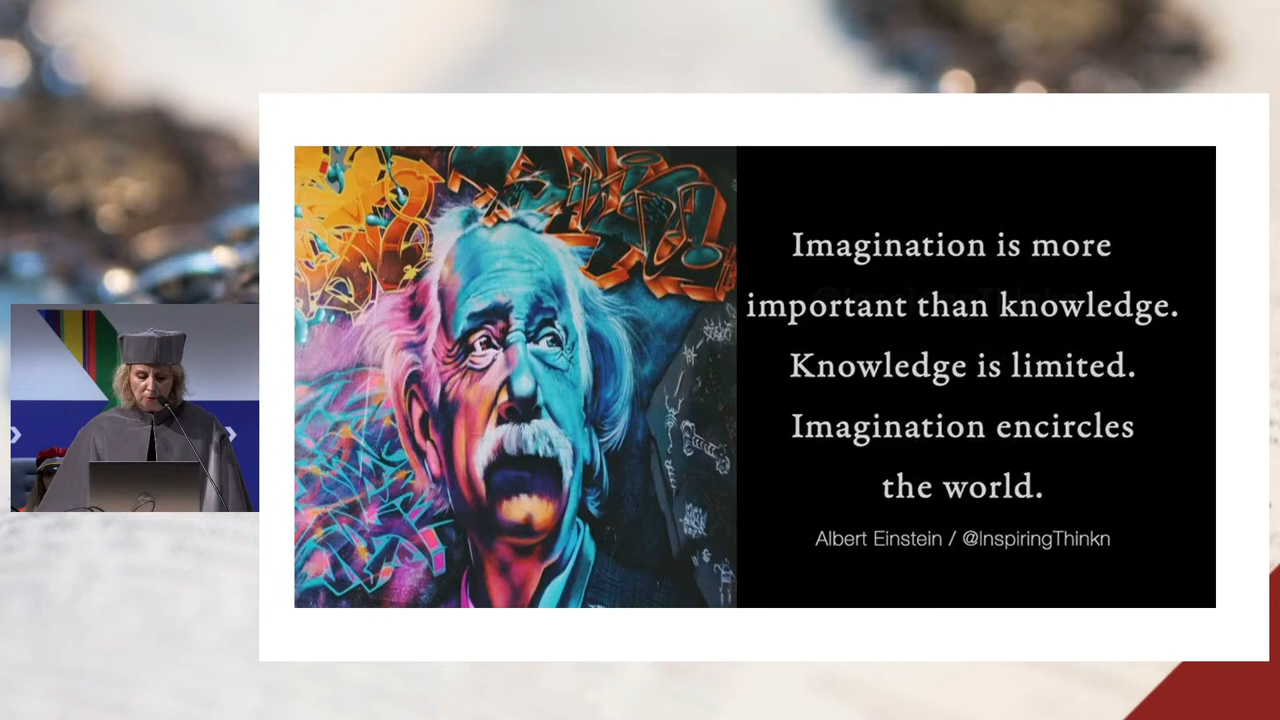 Imagination is more
important than knowledge.
Knowledge is limited.
Imagination encircles
the world.
Albert Einstein / @InspiringThinkn